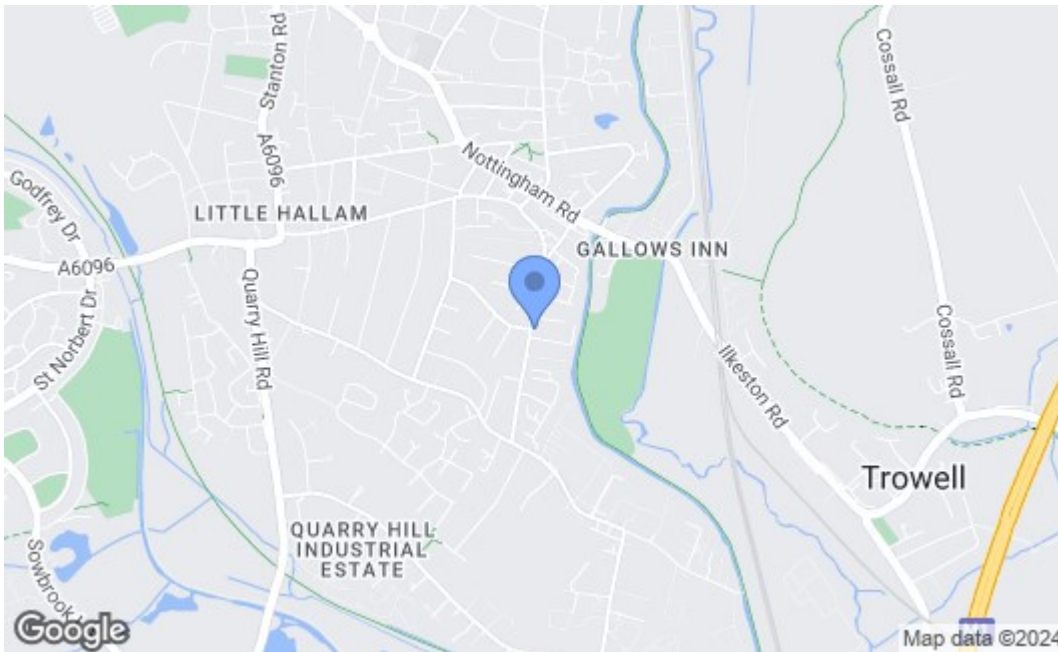 Stanton Rd
A6096
Nottingham Rd
Cossall Rd
Godfrey Dr
LITTLE HALLAM
GALLOWS INN
A6096
St Norbert Dr
Quarry Hill Rd
Ilkeston Rd
Cossall Rd
Trowell
QUARRY HILL
INDUSTRIAL
ESTATE
Sowbrook
Google
Map data ©2024